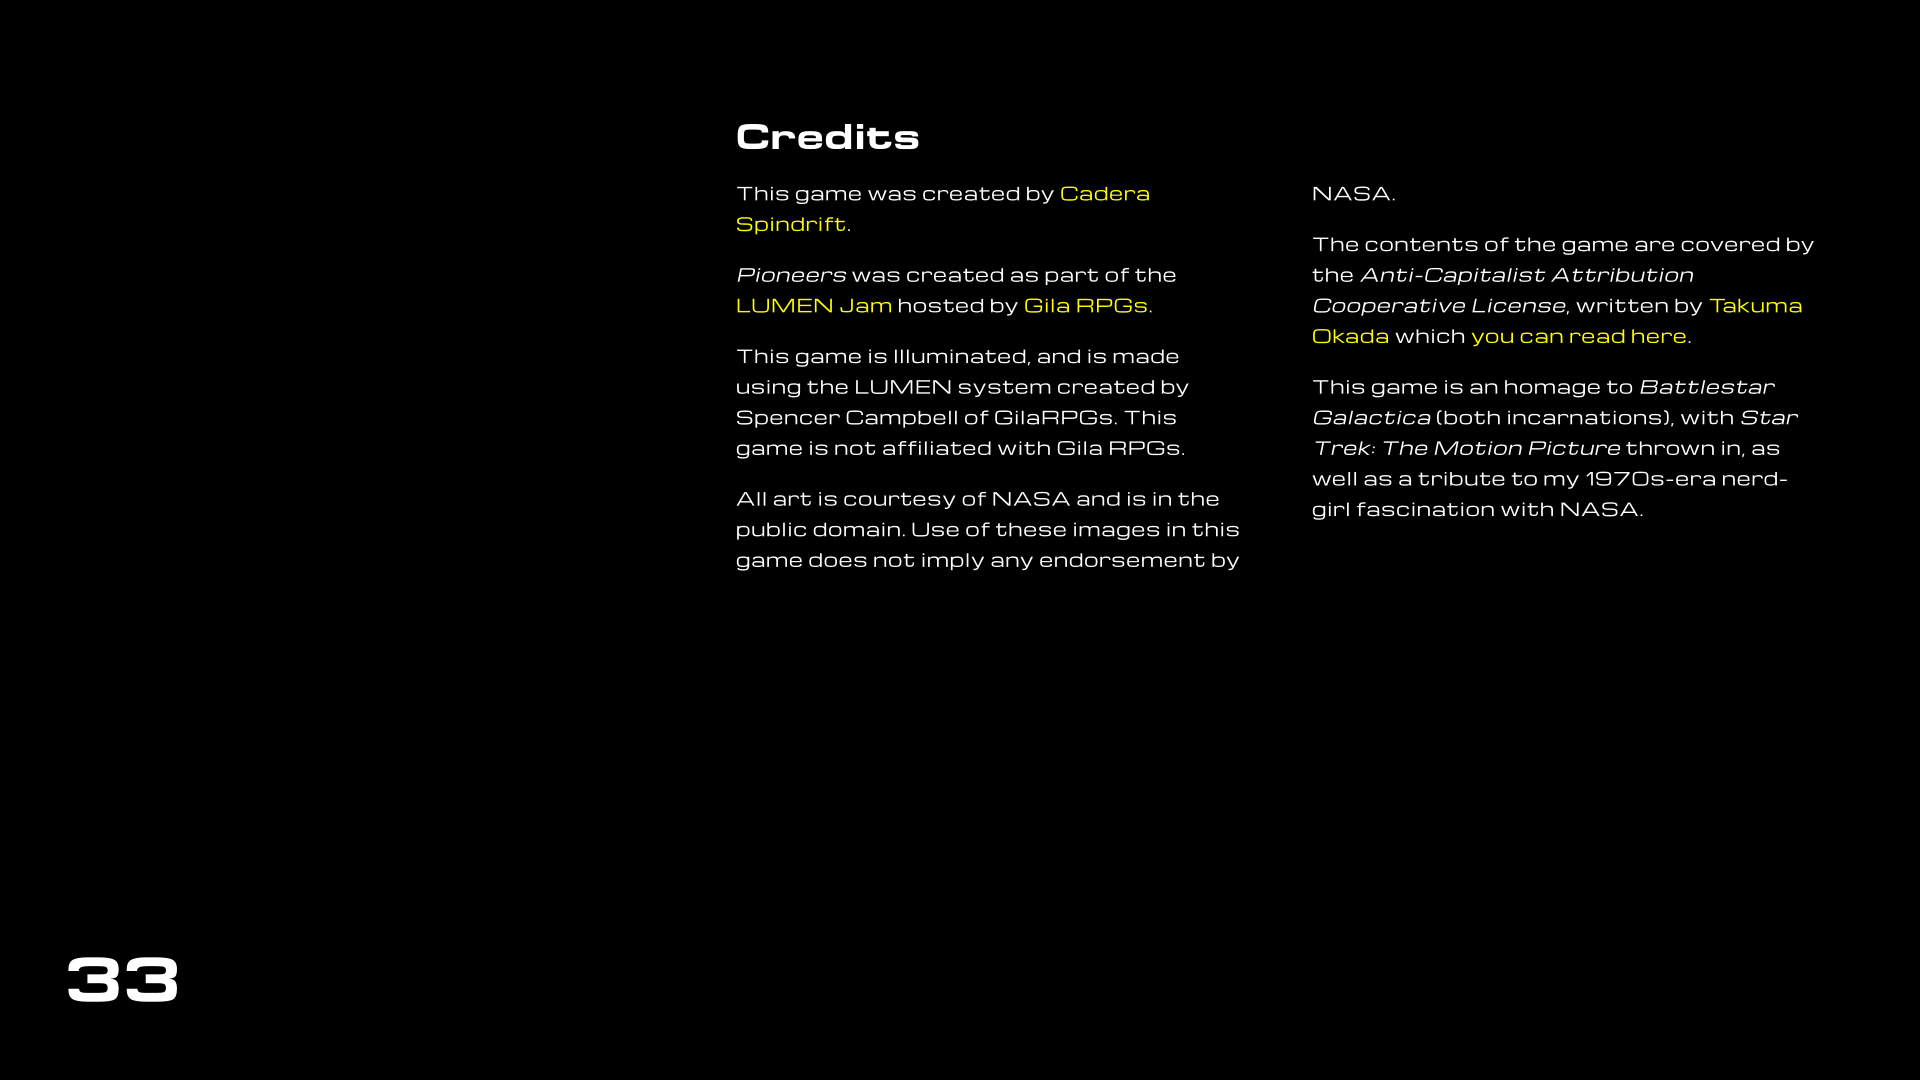 Credits
This game was created by Cadera
Spindrift.
Pioneers was created as part of the
LUMEN Jam hosted by Gila RPGs.
This game is Illuminated, and is made
using the LUMEN system created by
Spencer Campbell of GilaRPGs. This
game is not affiliated with Gila RPGs.
All art is courtesy of NASA and is in the
public domain. Use of these images in this
game does not imply any endorsement by
NASA.
The contents of the game are covered by
the Anti-Capitalist Attribution
Cooperative License, written by Takuma
Okada which you can read here.
This game is an homage to Battlestar
Galactica (both incarnations), with Star
Trek: The Motion Picture thrown in, as
well as a tribute to my 1970s-era nerd-
girl fascination with NASA.
33